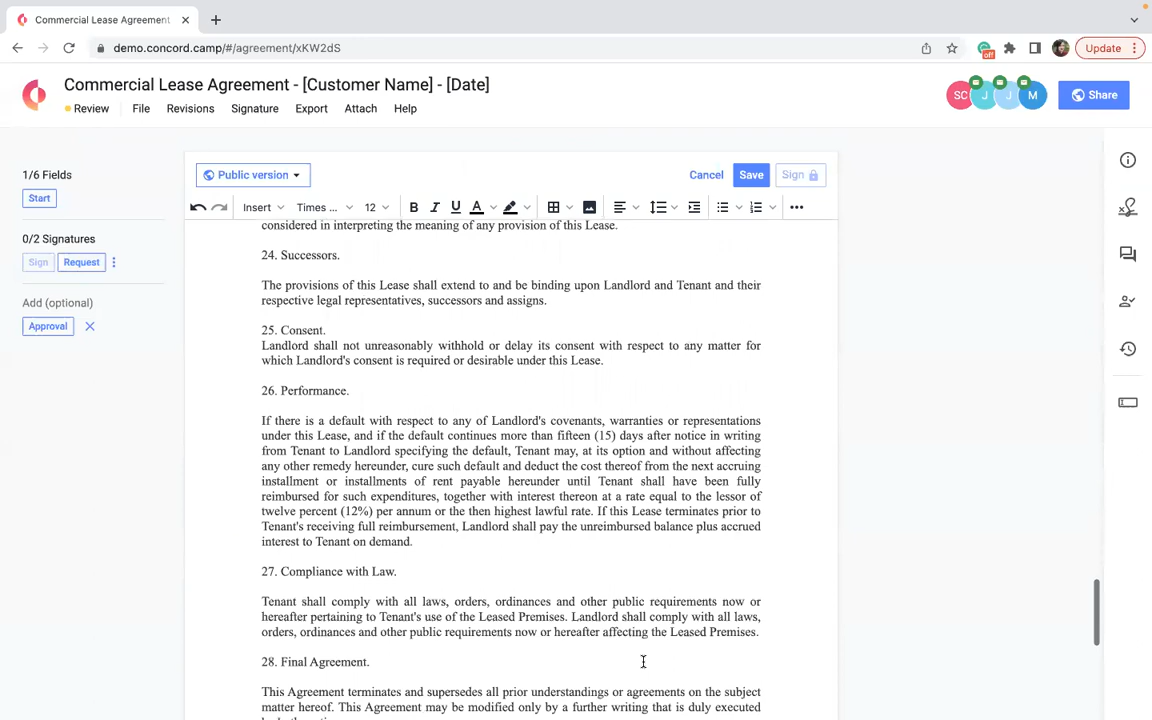 Commercial Lease Agreement
demo.concord.camp/#/agreement/xKW2dS
off
Update
Commercial Lease Agreement - [Customer Name] - [Date]
Review File Revisions Signature Export Attach Help
SC J J M
Share
1/6 Fields
Start
0/2 Signatures
Sign Request
Add (optional)
Approval
Public version
Cancel Save Sign
Insert Times ... 12 B I U A
considered in interpreting the meaning of any provision of this Lease.
24. Successors.
The provisions of this Lease shall extend to and be binding upon Landlord and Tenant and their
respective legal representatives, successors and assigns.
25. Consent.
Landlord shall not unreasonably withhold or delay its consent with respect to any matter for
which Landlord's consent is required or desirable under this Lease.
26. Performance.
If there is a default with respect to any of Landlord's covenants, warranties or representations
under this Lease, and if the default continues more than fifteen (15) days after notice in writing
from Tenant to Landlord specifying the default, Tenant may, at its option and without affecting
any other remedy hereunder, cure such default and deduct the cost thereof from the next accruing
installment or installments of rent payable hereunder until Tenant shall have been fully
reimbursed for such expenditures, together with interest thereon at a rate equal to the lessor of
twelve percent (12%) per annum or the then highest lawful rate. If this Lease terminates prior to
Tenant's receiving full reimbursement, Landlord shall pay the unreimbursed balance plus accrued
interest to Tenant on demand.
27. Compliance with Law.
Tenant shall comply with all laws, orders, ordinances and other public requirements now or
hereafter pertaining to Tenant's use of the Leased Premises. Landlord shall comply with all laws,
orders, ordinances and other public requirements now or hereafter affecting the Leased Premises.
28. Final Agreement.
This Agreement terminates and supersedes all prior understandings or agreements on the subject
matter hereof. This Agreement may be modified only by a further writing that is duly executed